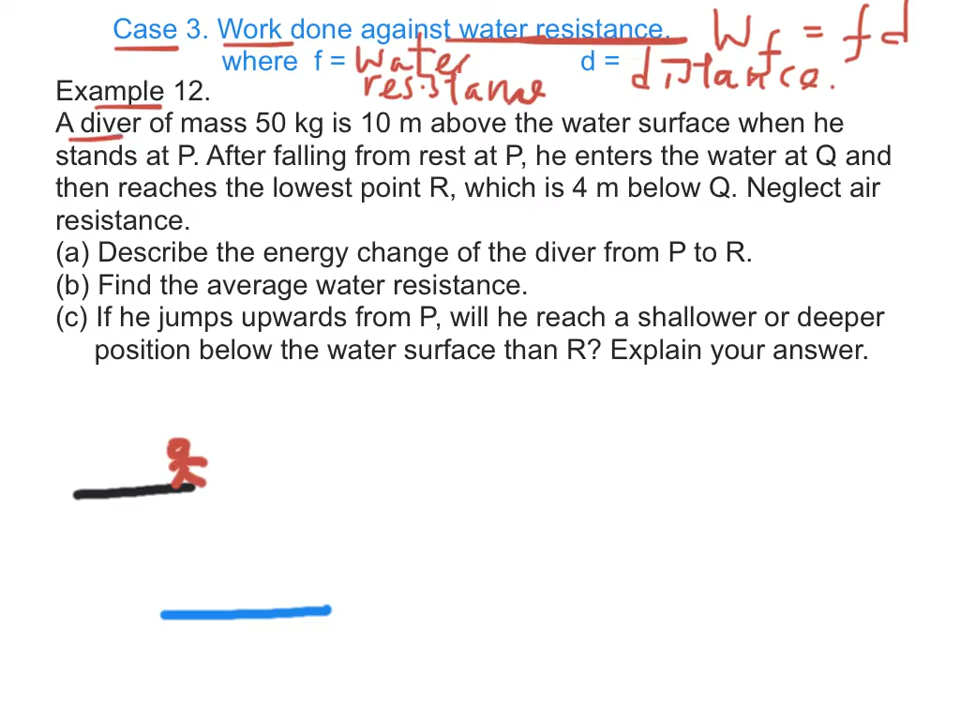 Case 3. Work done against water resistance. W_f = f d
where f = water resistance d = distance.
Example 12.
A diver of mass 50 kg is 10 m above the water surface when he
stands at P. After falling from rest at P, he enters the water at Q and
then reaches the lowest point R, which is 4 m below Q. Neglect air
resistance.
(a) Describe the energy change of the diver from P to R.
(b) Find the average water resistance.
(c) If he jumps upwards from P, will he reach a shallower or deeper
position below the water surface than R? Explain your answer.